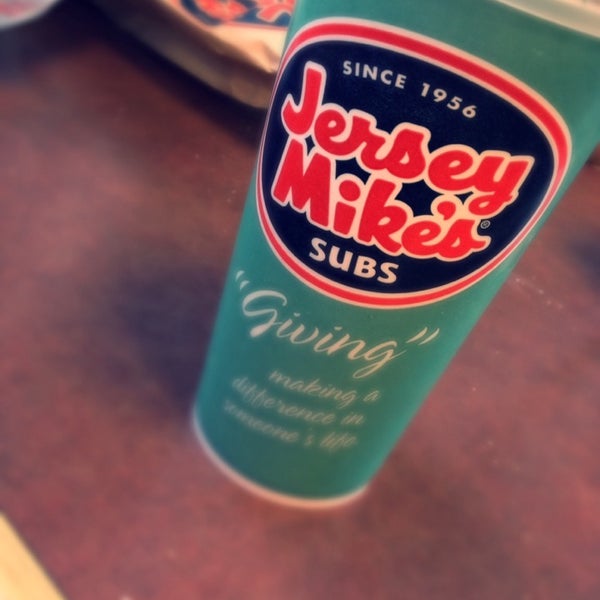 SINCE 1956
Jersey
Mike's®
SUBS
"Giving"
making a
difference in
someone's life